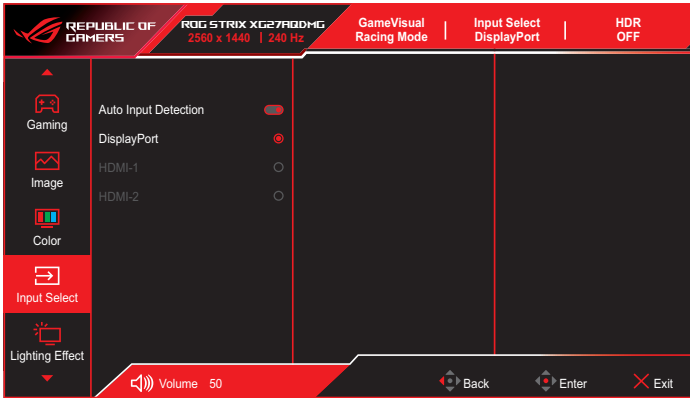 REPUBLIC OF
GAMERS
ROG STRIX XG27AQDMG
2560 x 1440 | 240 Hz
GameVisual
Racing Mode
Input Select
DisplayPort
HDR
OFF
Gaming
Image
Color
Input Select
Lighting Effect
Auto Input Detection
DisplayPort
HDMI-1
HDMI-2
Volume 50
Back
Enter
Exit